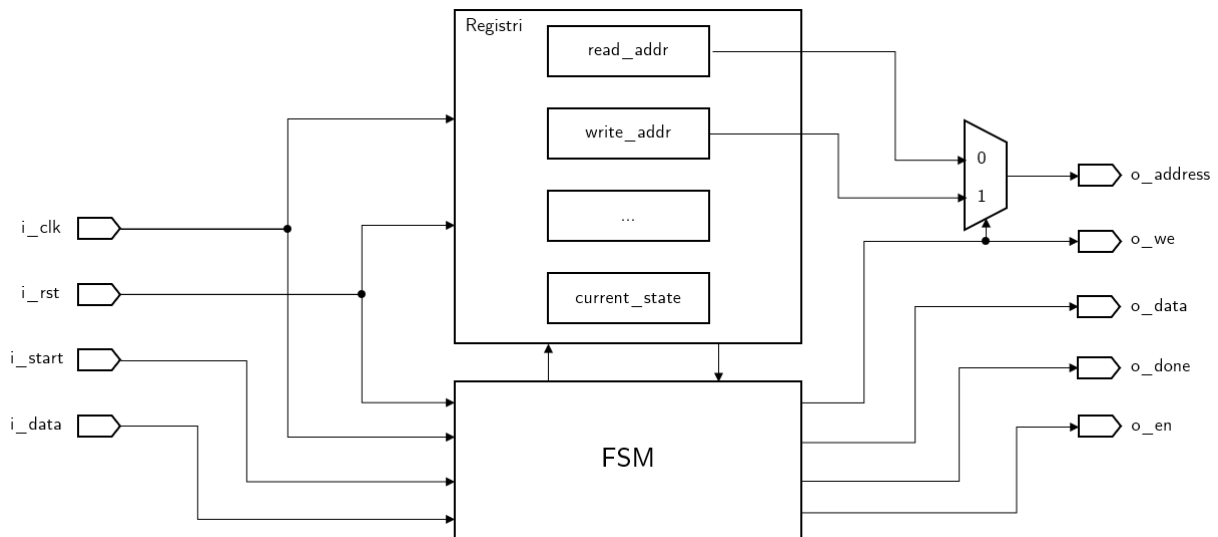 Registri
read_addr
write_addr
...
current_state
i_clk
i_rst
i_start
i_data
FSM
0
1
o_address
o_we
o_data
o_done
o_en